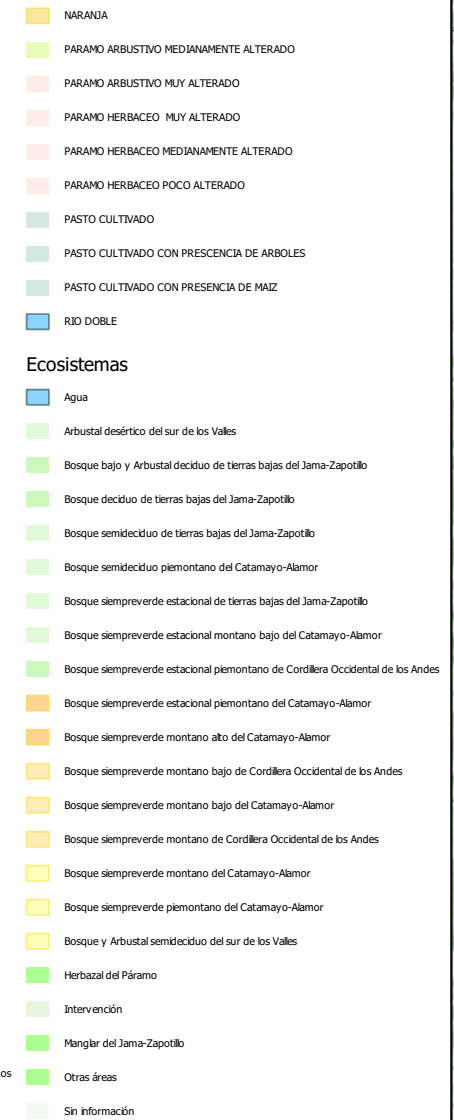 NARANJA
PARAMO ARBUSTIVO MEDIANAMENTE ALTERADO
PARAMO ARBUSTIVO MUY ALTERADO
PARAMO HERBACEO MUY ALTERADO
PARAMO HERBACEO MEDIANAMENTE ALTERADO
PARAMO HERBACEO POCO ALTERADO
PASTO CULTIVADO
PASTO CULTIVADO CON PRESCENCIA DE ARBOLES
PASTO CULTIVADO CON PRESENCIA DE MAIZ
RIO DOBLE
Ecosistemas
Agua
Arbustal desértico del sur de los Valles
Bosque bajo y Arbustal deciduo de tierras bajas del Jama-Zapotillo
Bosque deciduo de tierras bajas del Jama-Zapotillo
Bosque semideciduo de tierras bajas del Jama-Zapotillo
Bosque semideciduo piemontano del Catamayo-Alamor
Bosque siempreverde estacional de tierras bajas del Jama-Zapotillo
Bosque siempreverde estacional montano bajo del Catamayo-Alamor
Bosque siempreverde estacional piemontano de Cordillera Occidental de los Andes
Bosque siempreverde estacional piemontano del Catamayo-Alamor
Bosque siempreverde montano alto del Catamayo-Alamor
Bosque siempreverde montano bajo de Cordillera Occidental de los Andes
Bosque siempreverde montano bajo del Catamayo-Alamor
Bosque siempreverde montano de Cordillera Occidental de los Andes
Bosque siempreverde montano del Catamayo-Alamor
Bosque siempreverde piemontano del Catamayo-Alamor
Bosque y Arbustal semideciduo del sur de los Valles
Herbazal del Páramo
Intervención
Manglar del Jama-Zapotillo
os Otras áreas
Sin información